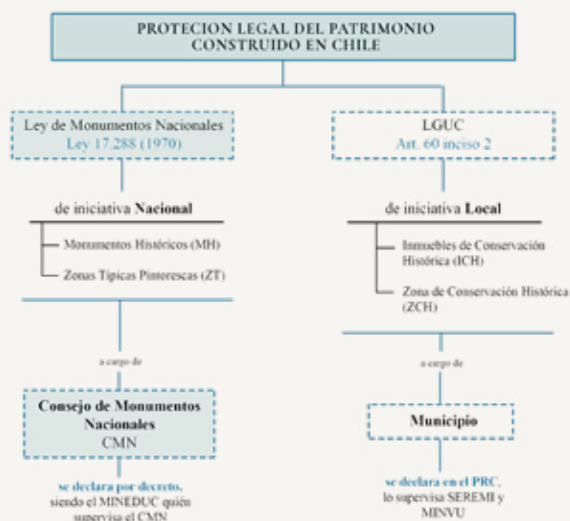 PROTECION LEGAL DEL PATRIMONIO
CONSTRUIDO EN CHILE
Ley de Monumentos Nacionales
Ley 17.288 (1970)
de iniciativa Nacional
Monumentos Históricos (MH)
Zonas Típicas Pintorescas (ZT)
a cargo de
Consejo de Monumentos
Nacionales
CMN
se declara por decreto,
siendo el MINEDUC quién
supervisa el CMN
LGUC
Art. 60 inciso 2
de iniciativa Local
Inmuebles de Conservación
Histórica (ICH)
Zona de Conservación Histórica
(ZCH)
a cargo de
Municipio
se declara en el PRC,
lo supervisa SEREMI y
MINVU